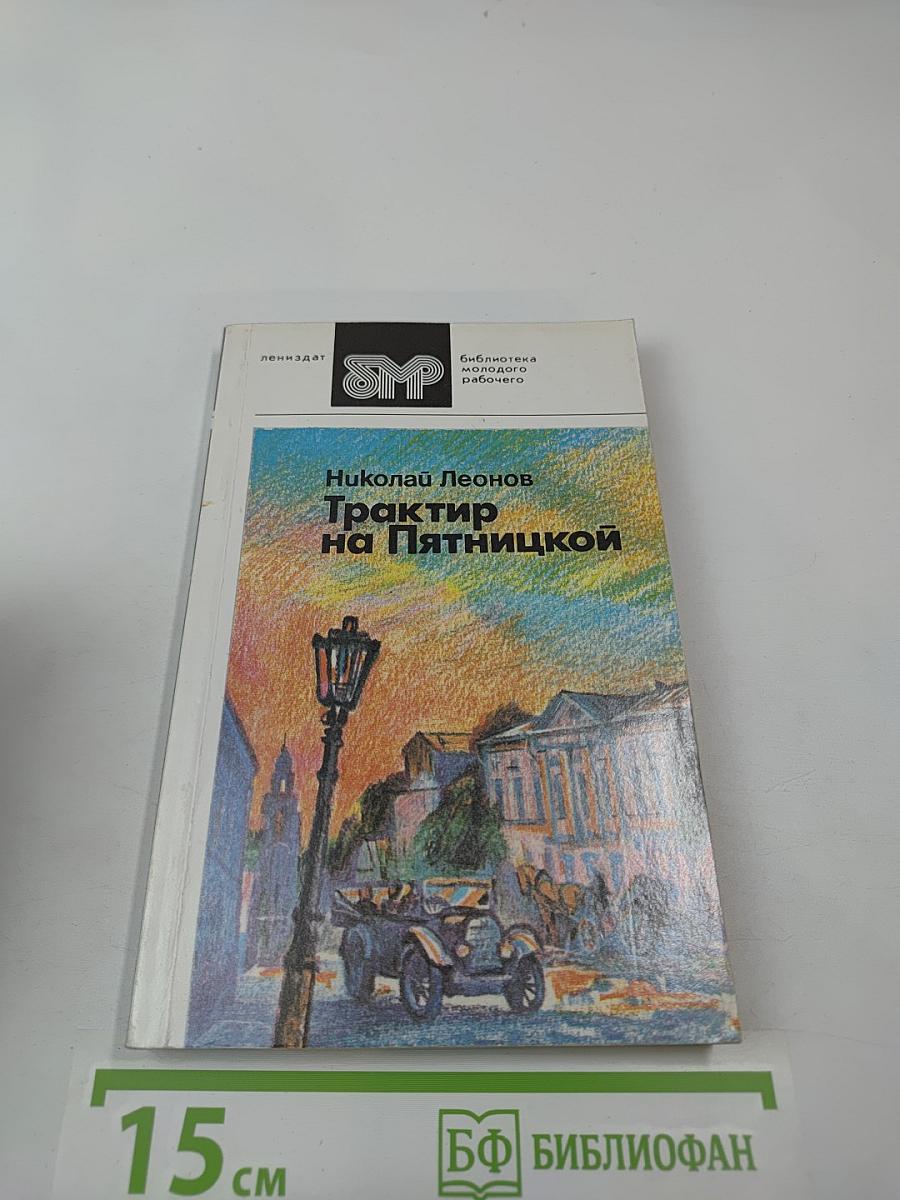 лениздат
бмр
библиотека
молодого
рабочего
Николай Леонов
Трактир
на Пятницкой
15 см
БФ БИБЛИОФАН